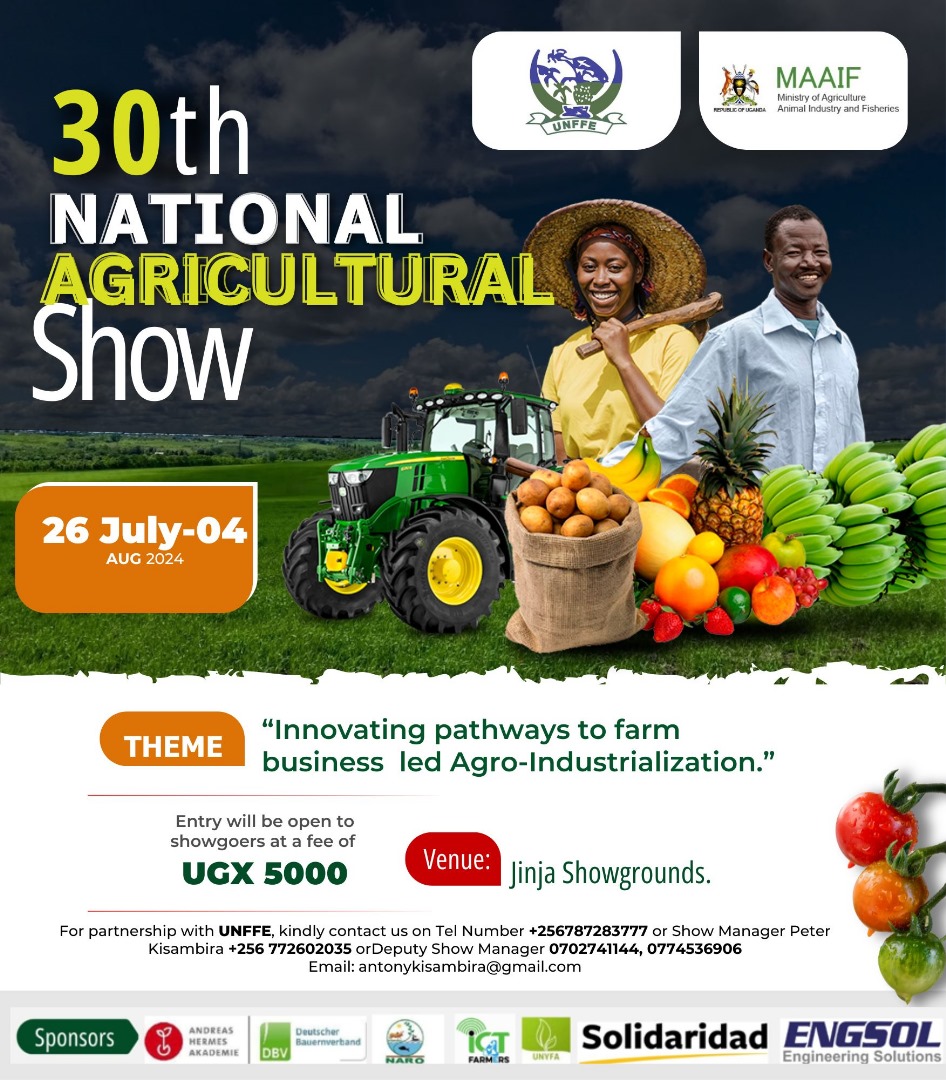 30th
NATIONAL
AGRICULTURAL
Show
UNFFE
REPUBLIC OF UGANDA
MAAIF
Ministry of Agriculture
Animal Industry and Fisheries
26 July-04
AUG 2024
THEME
“Innovating pathways to farm
business led Agro-Industrialization.”
Entry will be open to
showgoers at a fee of
UGX 5000
Venue:
Jinja Showgrounds.
For partnership with UNFFE, kindly contact us on Tel Number +256787283777 or Show Manager Peter
Kisambira +256 772602035 orDeputy Show Manager 0702741144, 0774536906
Email: antonykisambira@gmail.com
Sponsors
ANDREAS
HERMES
AKADEMIE
DBV
Deutscher
Bauernverband
NARO
iCT
FARMERS
UNYFA
Solidaridad
ENGSOL
Engineering Solutions